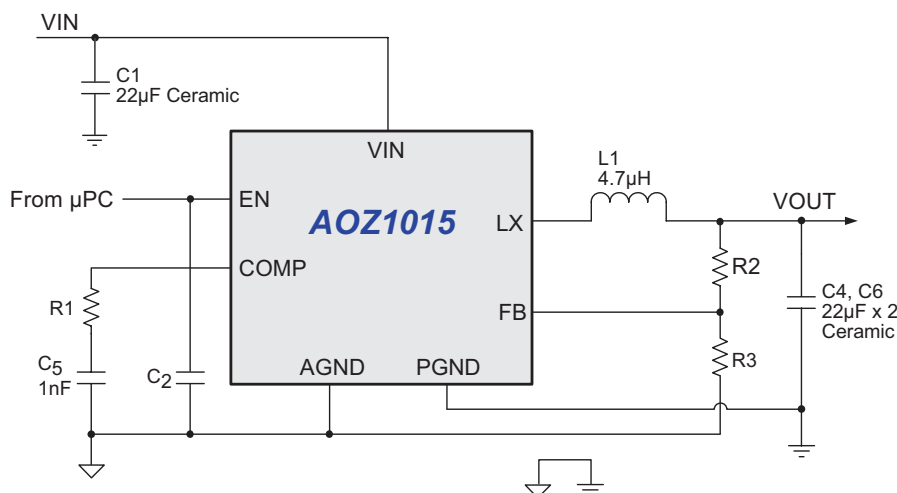 VIN
C1
22µF Ceramic
VIN
From µPC
EN
AOZ1015
LX
L1
4.7µH
VOUT
COMP
R1
FB
R2
C4, C6
22µF x 2
Ceramic
C5
1nF
C2
AGND
PGND
R3